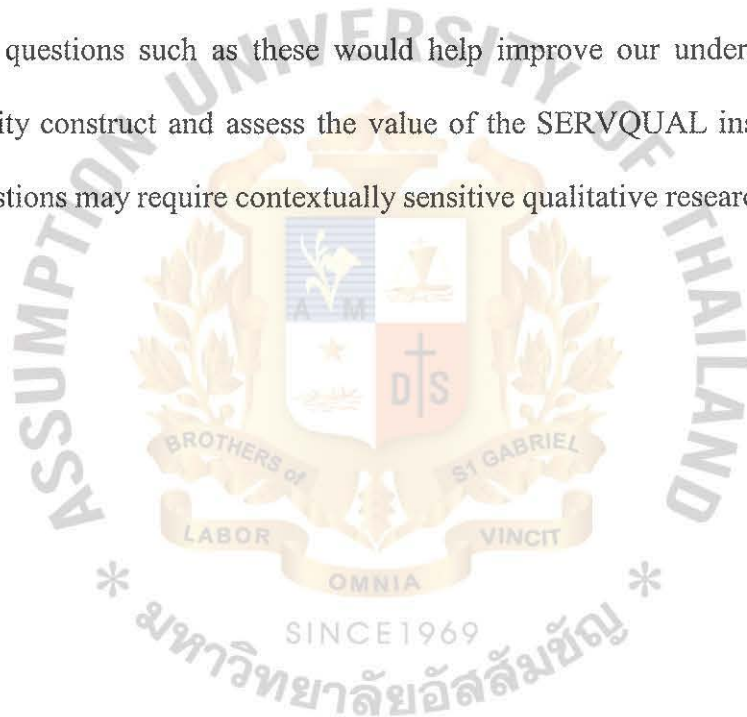 questions such as these would help improve our under
ity construct and assess the value of the SERVQUAL ins
stions may require contextually sensitive qualitative researc
ASSUMPTION UNIVERSITY OF THAILAND
A M
D S
BROTHERS of S1 GABRIEL
LABOR VINCIT
OMNIA
SINCE1969
* มหาวิทยาลัยอัสสัมชัญ *